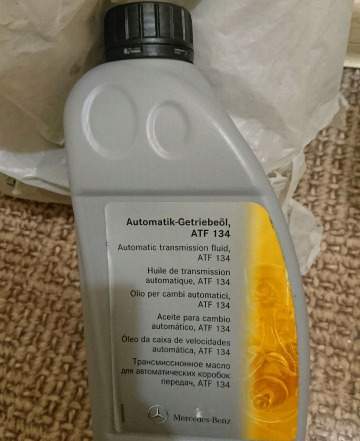 Automatik-Getriebeöl,
ATF 134
Automatic transmission fluid,
ATF 134
Huile de transmission
automatique, ATF 134
Olio per cambi automatici,
ATF 134
Aceite para cambio
automático, ATF 134
Óleo da caixa de velocidades
automática, ATF 134
Трансмиссионное масло
для автоматических коробок
передач, ATF 134
Mercedes-Benz